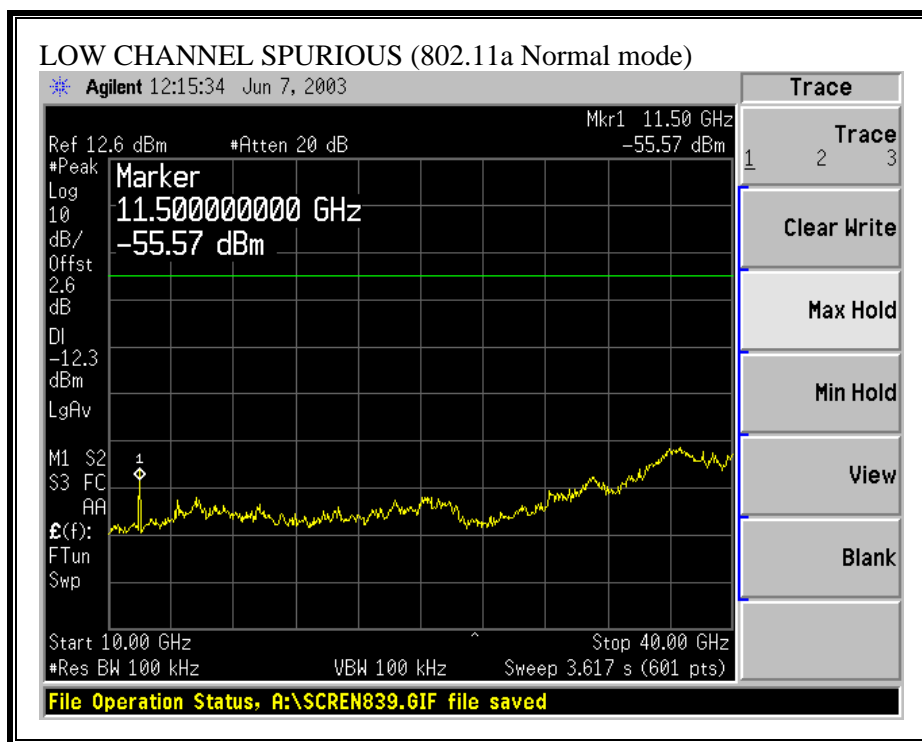 LOW CHANNEL SPURIOUS (802.11a Normal mode)
Agilent 12:15:34 Jun 7, 2003
Trace
Mkr1 11.50 GHz
Ref 12.6 dBm #Atten 20 dB -55.57 dBm
#Peak
Log
10
dB/
Offst
2.6
dB
DI
-12.3
dBm
LgAv
M1 S2
S3 FC
AA
£(f):
FTun
Swp
Marker
11.500000000 GHz
-55.57 dBm
1
Start 10.00 GHz Stop 40.00 GHz
#Res BW 100 kHz VBW 100 kHz Sweep 3.617 s (601 pts)
File Operation Status, A:\SCREN839.GIF file saved
Trace
1 2 3
Clear Write
Max Hold
Min Hold
View
Blank